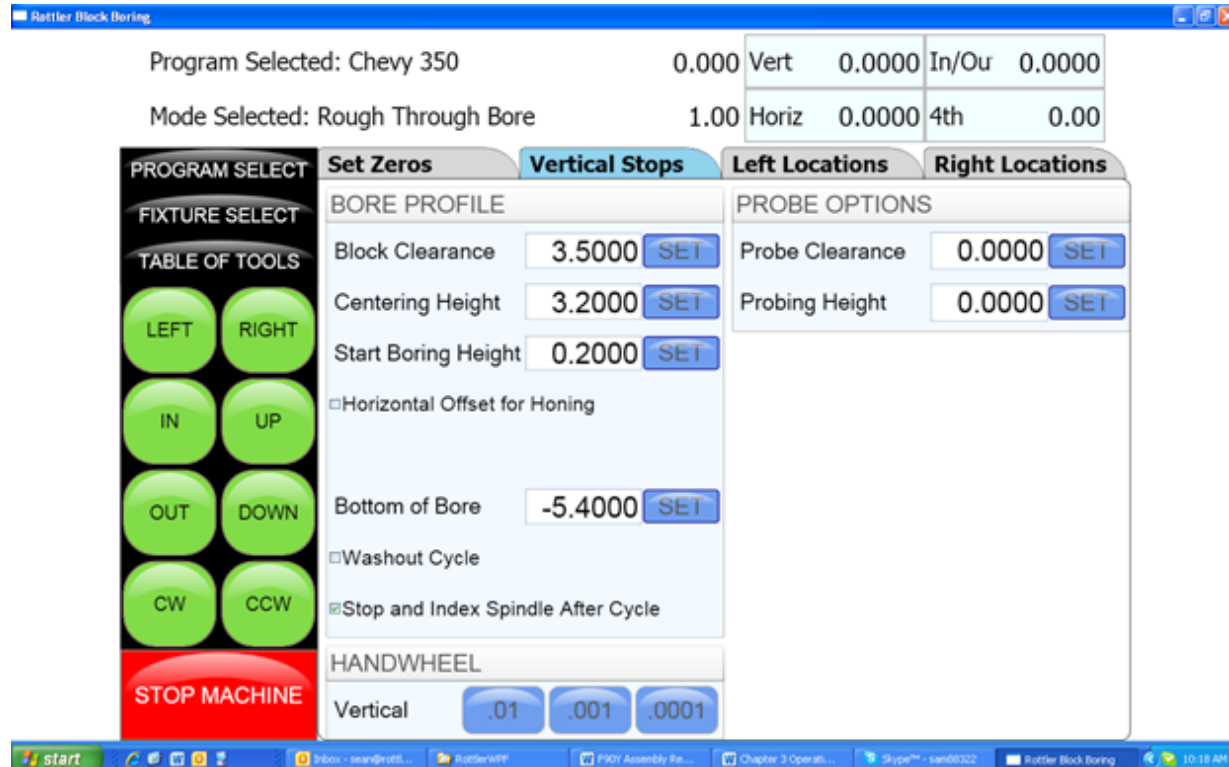 Rottler Block Boring
Program Selected: Chevy 350 0.000 Vert 0.0000 In/Ou 0.0000
Mode Selected: Rough Through Bore 1.00 Horiz 0.0000 4th 0.00
PROGRAM SELECT
FIXTURE SELECT
TABLE OF TOOLS
LEFT RIGHT
IN UP
OUT DOWN
CW CCW
STOP MACHINE
Set Zeros Vertical Stops Left Locations Right Locations
BORE PROFILE
Block Clearance 3.5000 SET
Centering Height 3.2000 SET
Start Boring Height 0.2000 SET
Horizontal Offset for Honing
Bottom of Bore -5.4000 SET
Washout Cycle
Stop and Index Spindle After Cycle
HANDWHEEL
Vertical .01 .001 .0001
PROBE OPTIONS
Probe Clearance 0.0000 SET
Probing Height 0.0000 SET
start Inbox - sean@rottl... RottlerWPF F90Y Assembly Re... Chapter 3 Operati... Skype™ - sam00322 Rottler Block Boring 10:18 AM